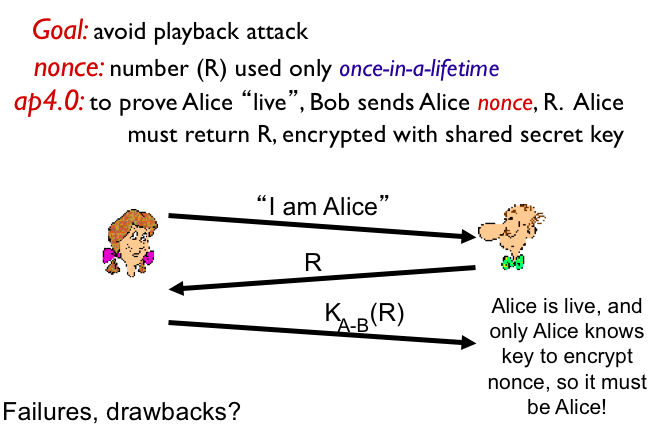 Goal: avoid playback attack
nonce: number (R) used only once-in-a-lifetime
ap4.0: to prove Alice “live”, Bob sends Alice nonce, R. Alice
must return R, encrypted with shared secret key
“I am Alice”
R
K_A-B(R)
Alice is live, and
only Alice knows
key to encrypt
nonce, so it must
be Alice!
Failures, drawbacks?